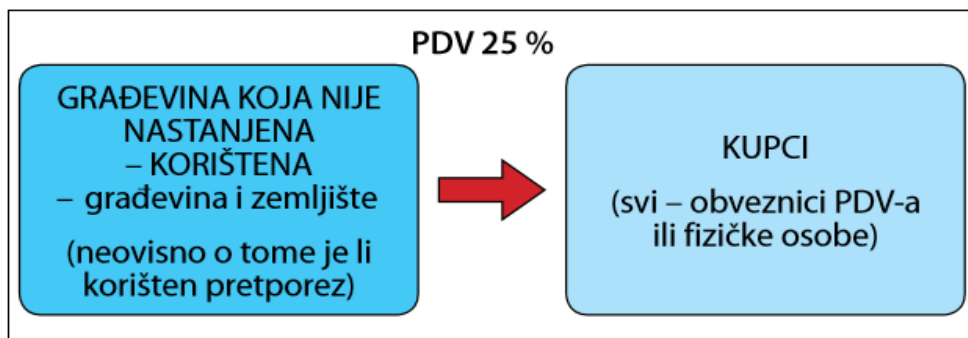 PDV 25 %
GRAĐEVINA KOJA NIJE
NASTANJENA
– KORIŠTENA
– građevina i zemljište
(neovisno o tome je li
korišten pretporez)
KUPCI
(svi – obveznici PDV-a
ili fizičke osobe)